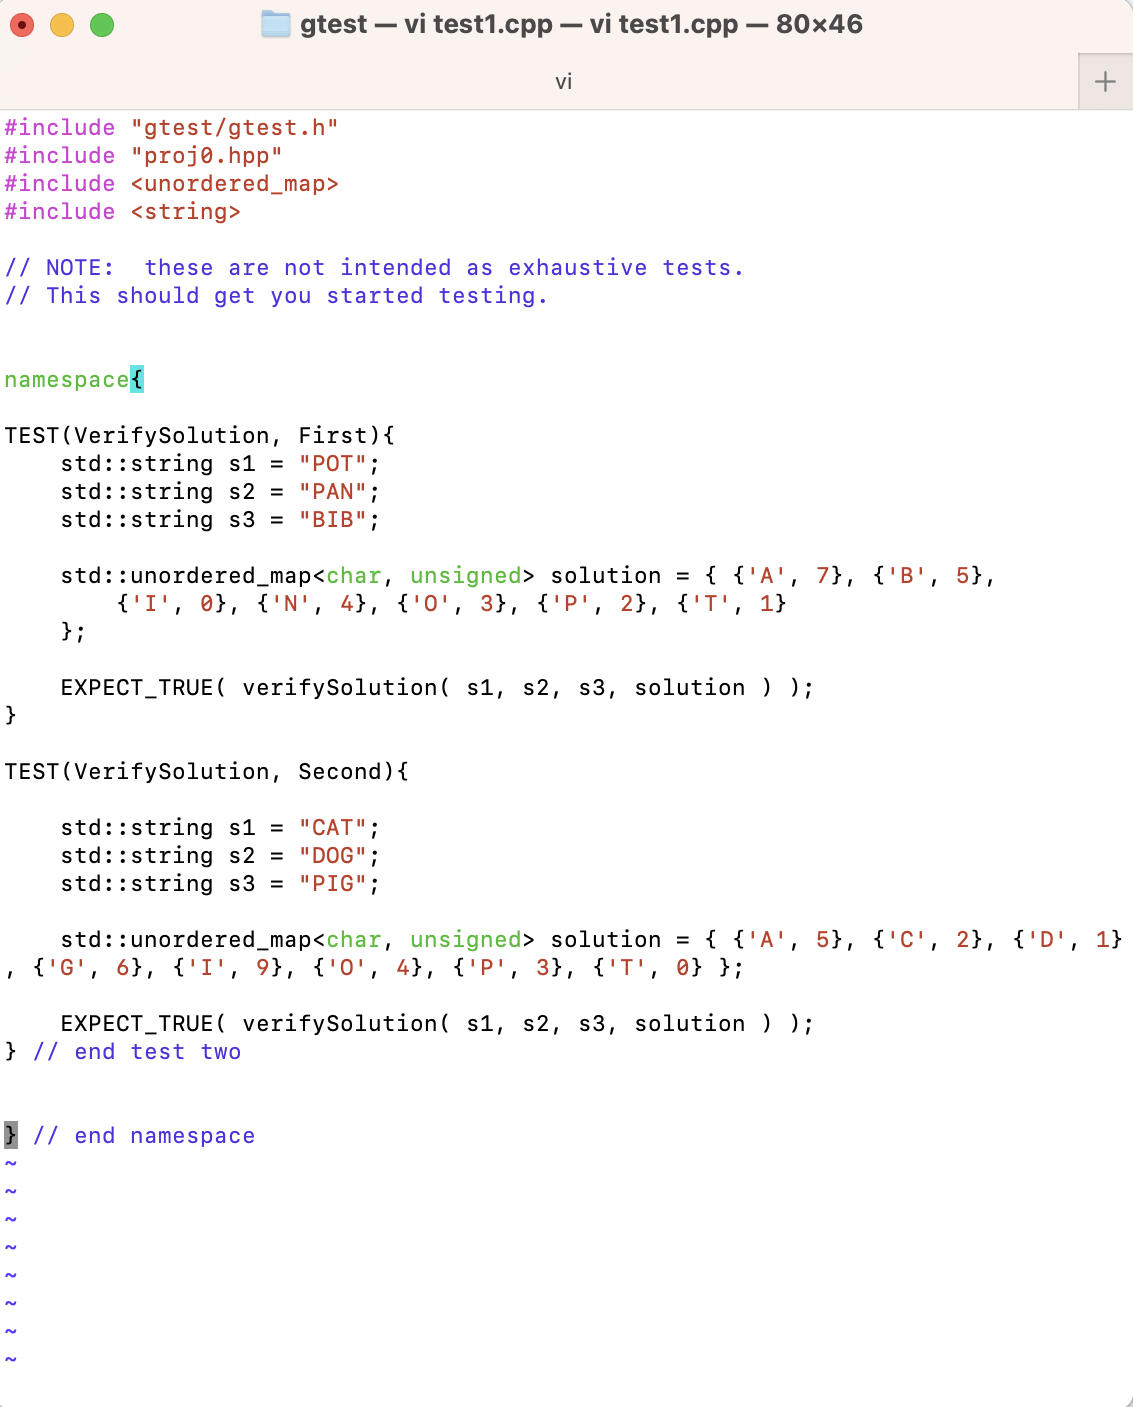 gtest — vi test1.cpp — vi test1.cpp — 80×46
vi
#include "gtest/gtest.h"
#include "proj0.hpp"
#include <unordered_map>
#include <string>
// NOTE:  these are not intended as exhaustive tests.
// This should get you started testing.
namespace{
TEST(VerifySolution, First){
    std::string s1 = "POT";
    std::string s2 = "PAN";
    std::string s3 = "BIB";
    std::unordered_map<char, unsigned> solution = { {'A', 7}, {'B', 5},
        {'I', 0}, {'N', 4}, {'O', 3}, {'P', 2}, {'T', 1}
    };
    EXPECT_TRUE( verifySolution( s1, s2, s3, solution ) );
}
TEST(VerifySolution, Second){
    std::string s1 = "CAT";
    std::string s2 = "DOG";
    std::string s3 = "PIG";
    std::unordered_map<char, unsigned> solution = { {'A', 5}, {'C', 2}, {'D', 1}
, {'G', 6}, {'I', 9}, {'O', 4}, {'P', 3}, {'T', 0} };
    EXPECT_TRUE( verifySolution( s1, s2, s3, solution ) );
} // end test two
} // end namespace
~
~
~
~
~
~
~
~